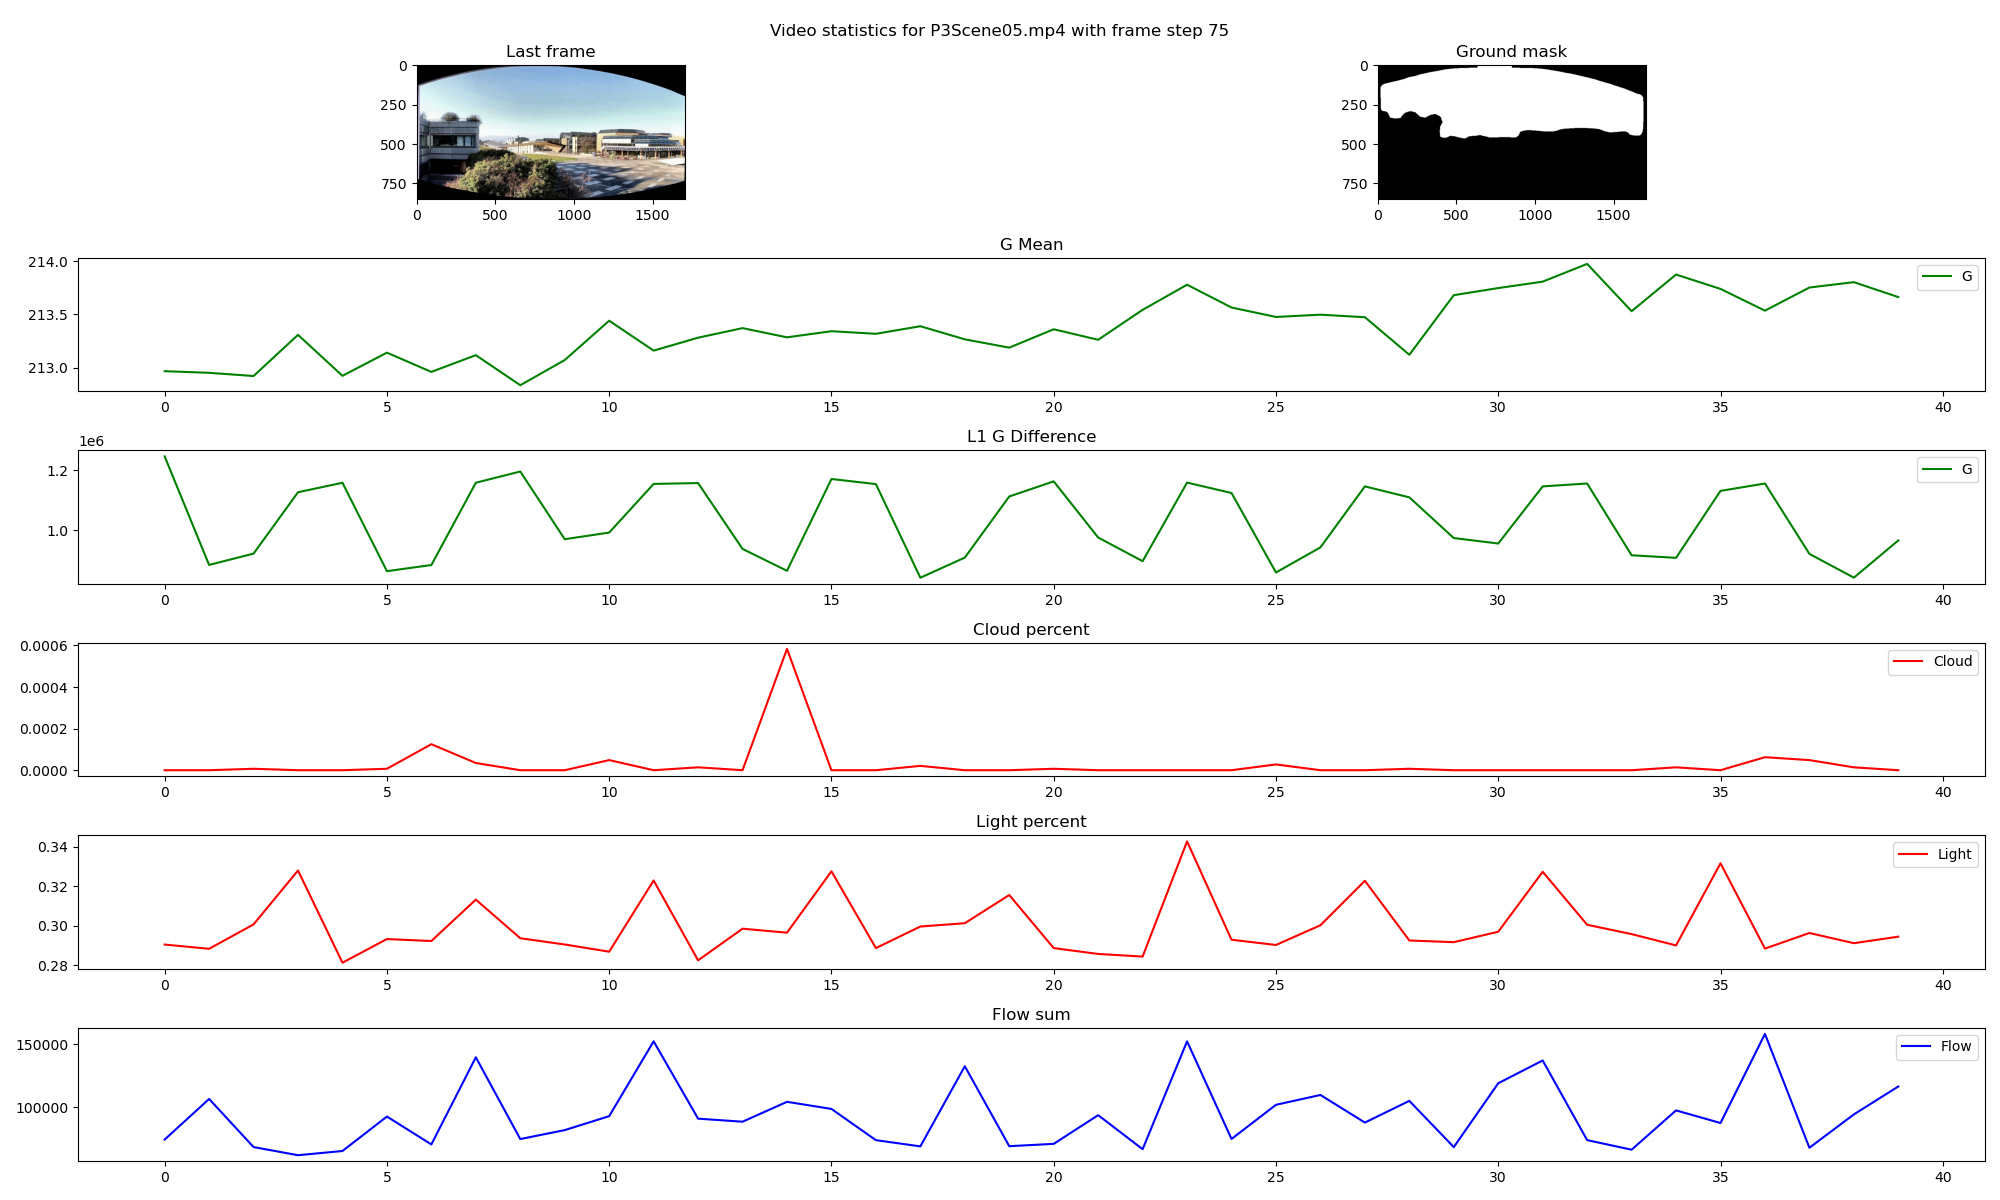 Video statistics for P3Scene05.mp4 with frame step 75
Last frame
0
250
500
750
0 500 1000 1500
Ground mask
0
250
500
750
0 500 1000 1500
G Mean
214.0
213.5
213.0
G
0 5 10 15 20 25 30 35 40
L1 G Difference
1e6
1.2
1.0
G
0 5 10 15 20 25 30 35 40
Cloud percent
0.0006
0.0004
0.0002
0.0000
Cloud
0 5 10 15 20 25 30 35 40
Light percent
0.34
0.32
0.30
0.28
Light
0 5 10 15 20 25 30 35 40
Flow sum
150000
100000
Flow
0 5 10 15 20 25 30 35 40